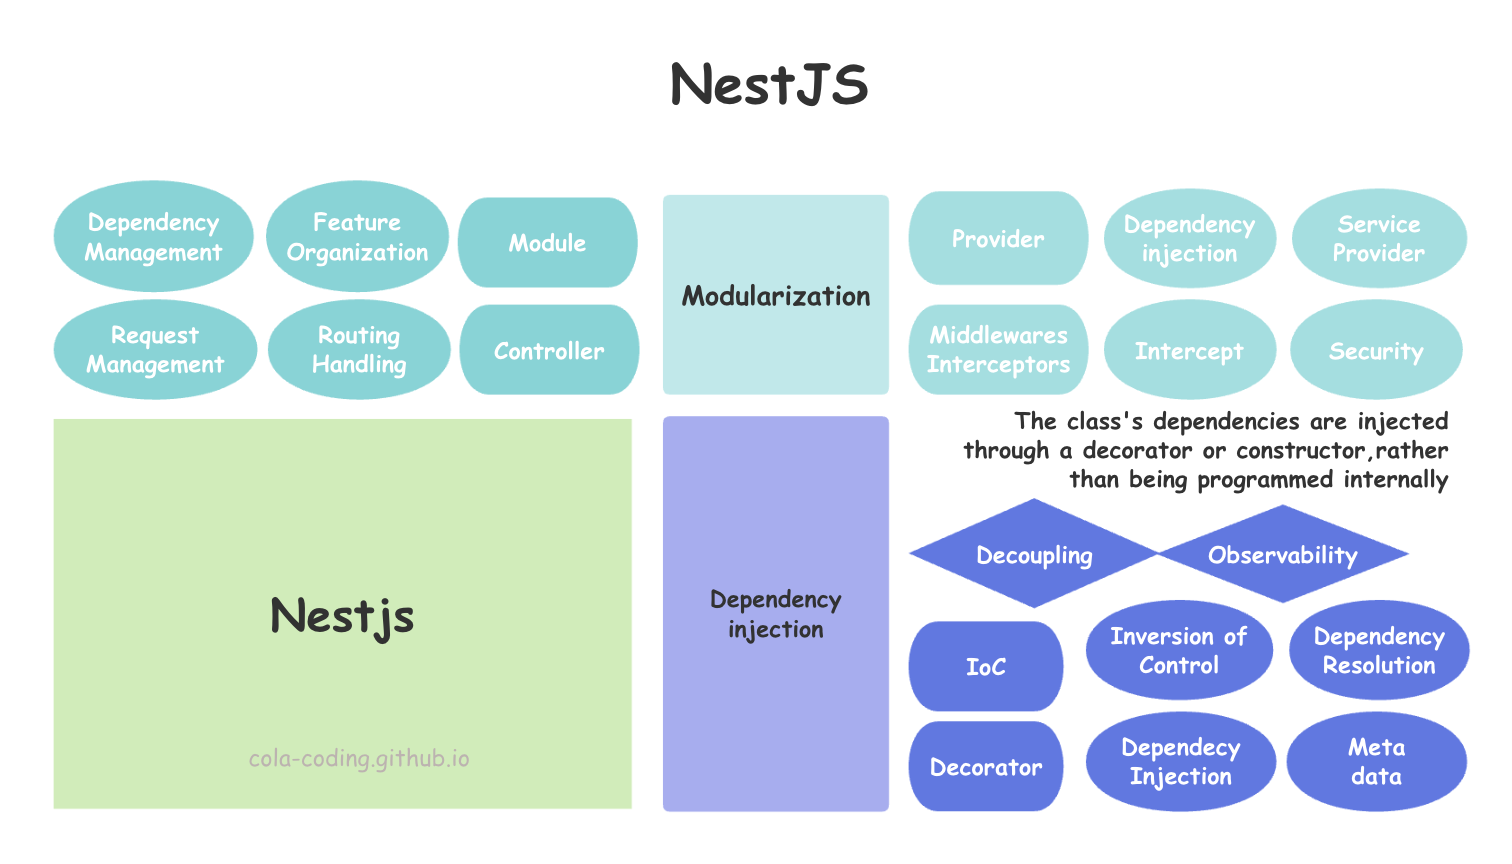 NestJS
Dependency
Management
Feature
Organization
Module
Request
Management
Routing
Handling
Controller
Modularization
Provider
Dependency
injection
Service
Provider
Middlewares
Interceptors
Intercept
Security
Nestjs
cola-coding.github.io
Dependency
injection
The class's dependencies are injected
through a decorator or constructor,rather
than being programmed internally
Decoupling
Observability
IoC
Inversion of
Control
Dependency
Resolution
Decorator
Dependecy
Injection
Meta
data